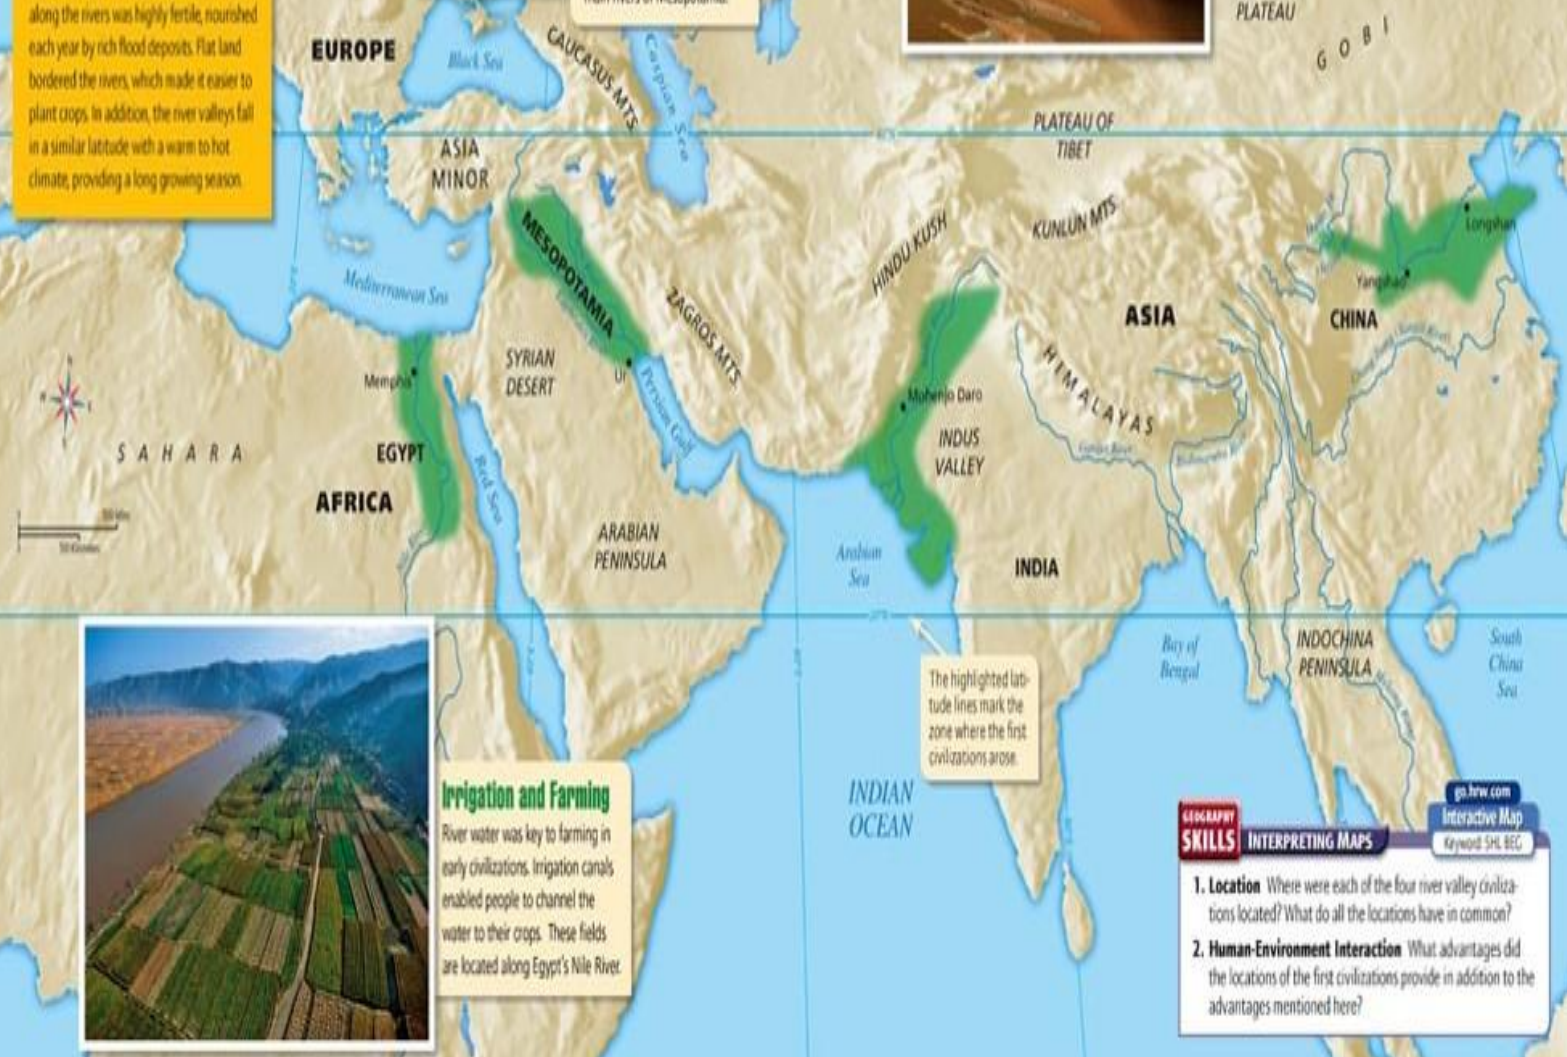 along the rivers was highly fertile, nourished
each year by rich flood deposits. Flat land
bordered the rivers, which made it easier to
plant crops. In addition, the river valleys fall
in a similar latitude with a warm to hot
climate, providing a long growing season.
main rivers of Mesopotamia.
EUROPE
Black Sea
CAUCASUS MTS.
Caspian Sea
PLATEAU
GOBI
ASIA
MINOR
PLATEAU OF
TIBET
MESOPOTAMIA
Mediterranean Sea
ZAGROS MTS.
HINDU KUSH
KUNLUN MTS.
ASIA
Longshan
Yangshao
CHINA
SYRIAN
DESERT
Ur
Persian Gulf
Memphis
N
E
SAHARA
EGYPT
AFRICA
Red Sea
ARABIAN
PENINSULA
Mohenjo Daro
INDUS
VALLEY
HIMALAYAS
Arabian
Sea
INDIA
Bay of
Bengal
INDOCHINA
PENINSULA
South
China
Sea
INDIAN
OCEAN
The highlighted lati-
tude lines mark the
zone where the first
civilizations arose.
Irrigation and Farming
River water was key to farming in
early civilizations. Irrigation canals
enabled people to channel the
water to their crops. These fields
are located along Egypt's Nile River.
GEOGRAPHY
SKILLS
INTERPRETING MAPS
go.hrw.com
Interactive Map
Keyword: SHL BEG
1. Location Where were each of the four river valley civiliza-
tions located? What do all the locations have in common?
2. Human-Environment Interaction What advantages did
the locations of the first civilizations provide in addition to the
advantages mentioned here?